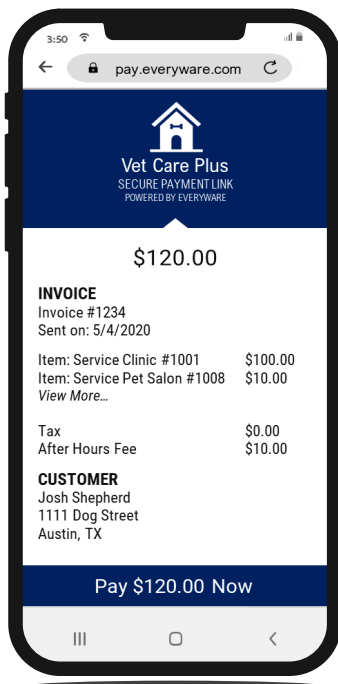 3:50
pay.everyware.com
Vet Care Plus
SECURE PAYMENT LINK
POWERED BY EVERYWARE
$120.00
INVOICE
Invoice #1234
Sent on: 5/4/2020
Item: Service Clinic #1001 $100.00
Item: Service Pet Salon #1008 $10.00
View More...
Tax $0.00
After Hours Fee $10.00
CUSTOMER
Josh Shepherd
1111 Dog Street
Austin, TX
Pay $120.00 Now